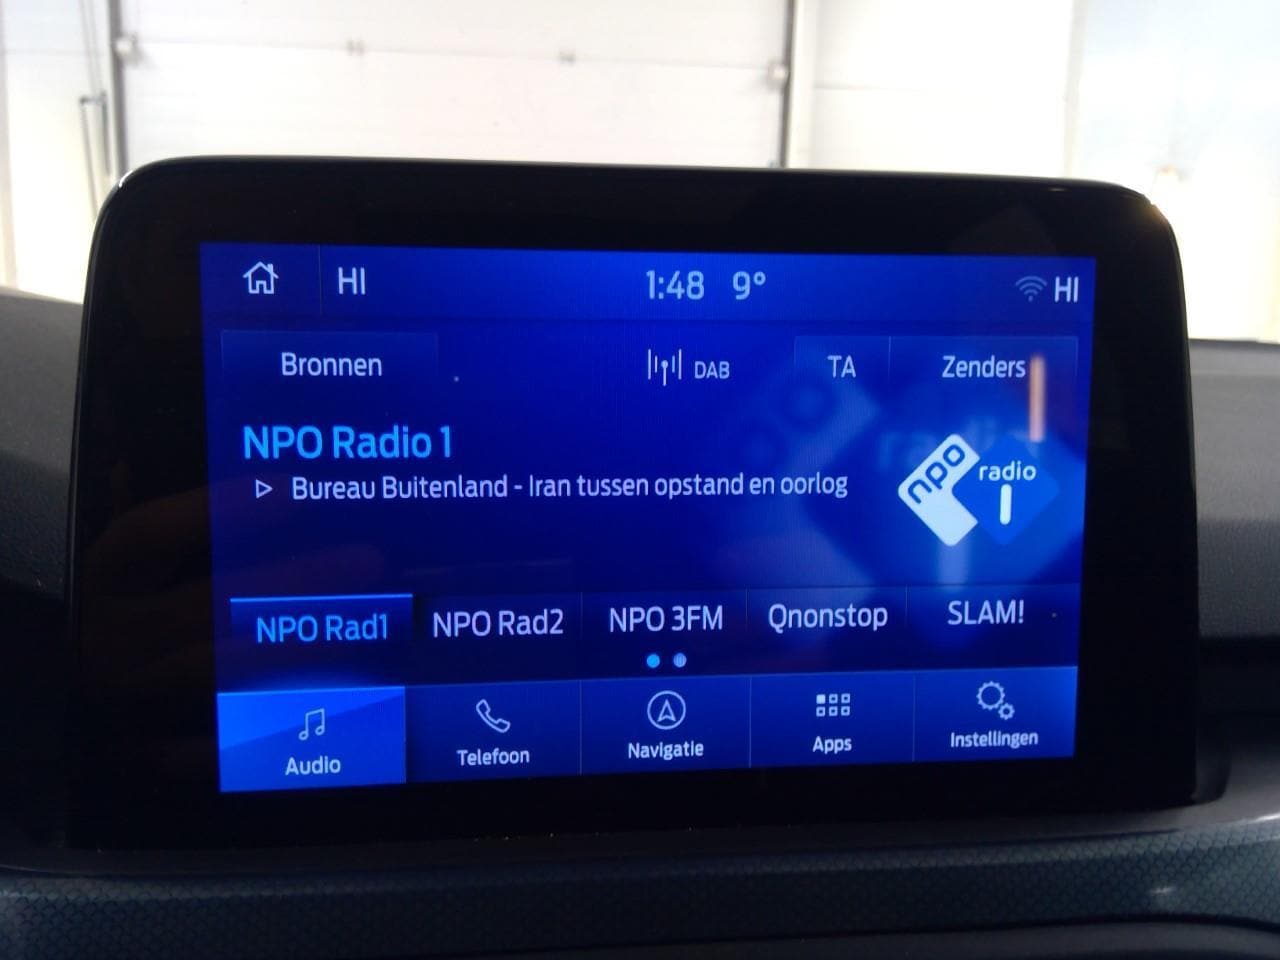 HI 1:48 9° HI
Bronnen DAB TA Zenders
NPO Radio 1
Bureau Buitenland - Iran tussen opstand en oorlog
npo radio 1
NPO Rad1 NPO Rad2 NPO 3FM Qnonstop SLAM!
Audio Telefoon Navigatie Apps Instellingen